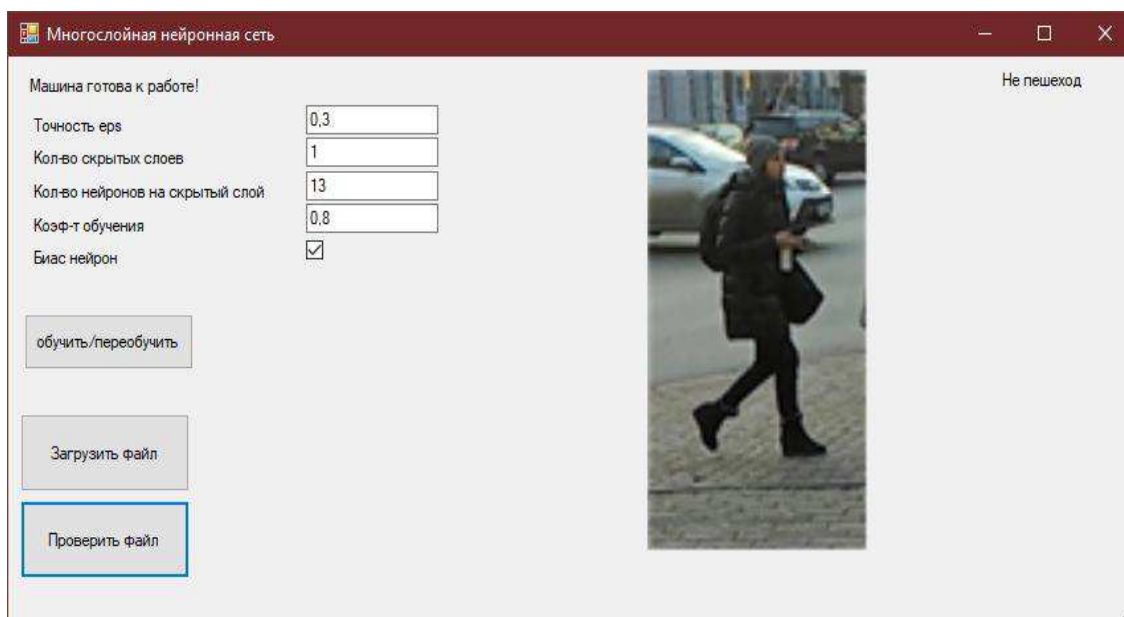 Многослойная нейронная сеть
Машина готова к работе!
Не пешеход
Точность eps
0,3
Кол-во скрытых слоев
1
Кол-во нейронов на скрытый слой
13
Коэф-т обучения
0,8
Биас нейрон
обучить/переобучить
Загрузить файл
Проверить файл